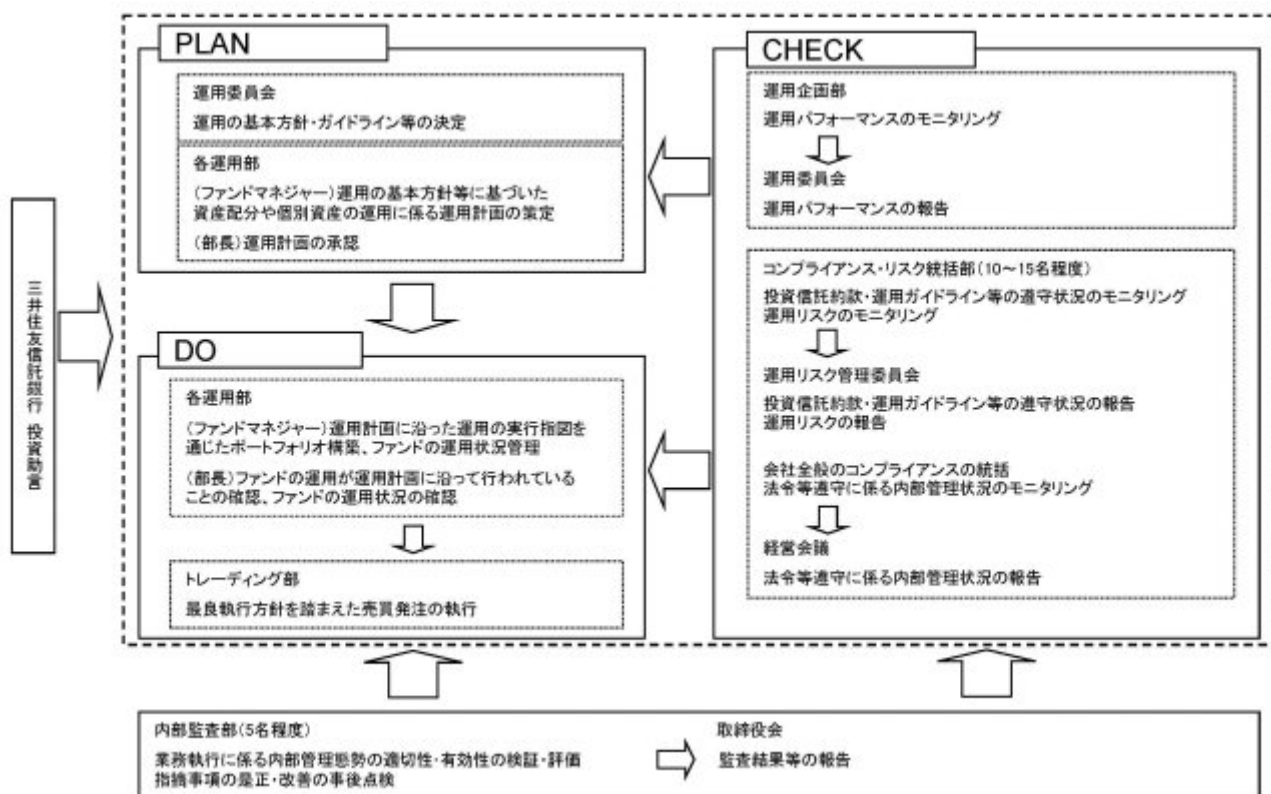 三井住友信託銀行 投資助言
PLAN
運用委員会
運用の基本方針・ガイドライン等の決定
各運用部
(ファンドマネジャー)運用の基本方針等に基づいた
資産配分や個別資産の運用に係る運用計画の策定
(部長)運用計画の承認
DO
各運用部
(ファンドマネジャー)運用計画に沿った運用の実行指図を
通じたポートフォリオ構築、ファンドの運用状況管理
(部長)ファンドの運用が運用計画に沿って行われている
ことの確認、ファンドの運用状況の確認
トレーディング部
最良執行方針を踏まえた売買発注の執行
CHECK
運用企画部
運用パフォーマンスのモニタリング
運用委員会
運用パフォーマンスの報告
コンプライアンス・リスク統括部(10~15名程度)
投資信託約款・運用ガイドライン等の遵守状況のモニタリング
運用リスクのモニタリング
運用リスク管理委員会
投資信託約款・運用ガイドライン等の遵守状況の報告
運用リスクの報告
会社全般のコンプライアンスの統括
法令等遵守に係る内部管理状況のモニタリング
経営会議
法令等遵守に係る内部管理状況の報告
内部監査部(5名程度)
業務執行に係る内部管理態勢の適切性・有効性の検証・評価
指摘事項の是正・改善の事後点検
取締役会
監査結果等の報告